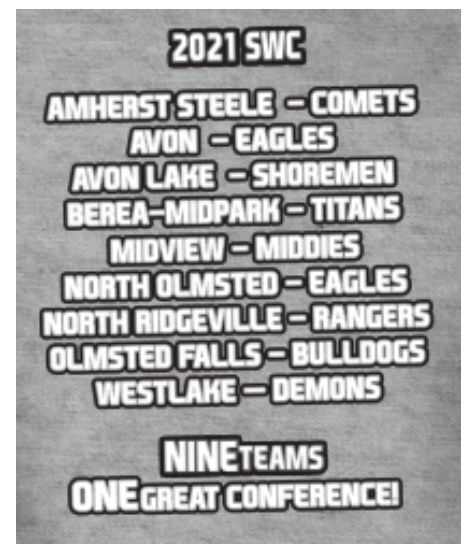 2021 SWC
AMHERST STEELE – COMETS
AVON – EAGLES
AVON LAKE – SHOREMEN
BEREA–MIDPARK – TITANS
MIDVIEW – MIDDIES
NORTH OLMSTED – EAGLES
NORTH RIDGEVILLE – RANGERS
OLMSTED FALLS – BULLDOGS
WESTLAKE – DEMONS
NINE TEAMS
ONE GREAT CONFERENCE!